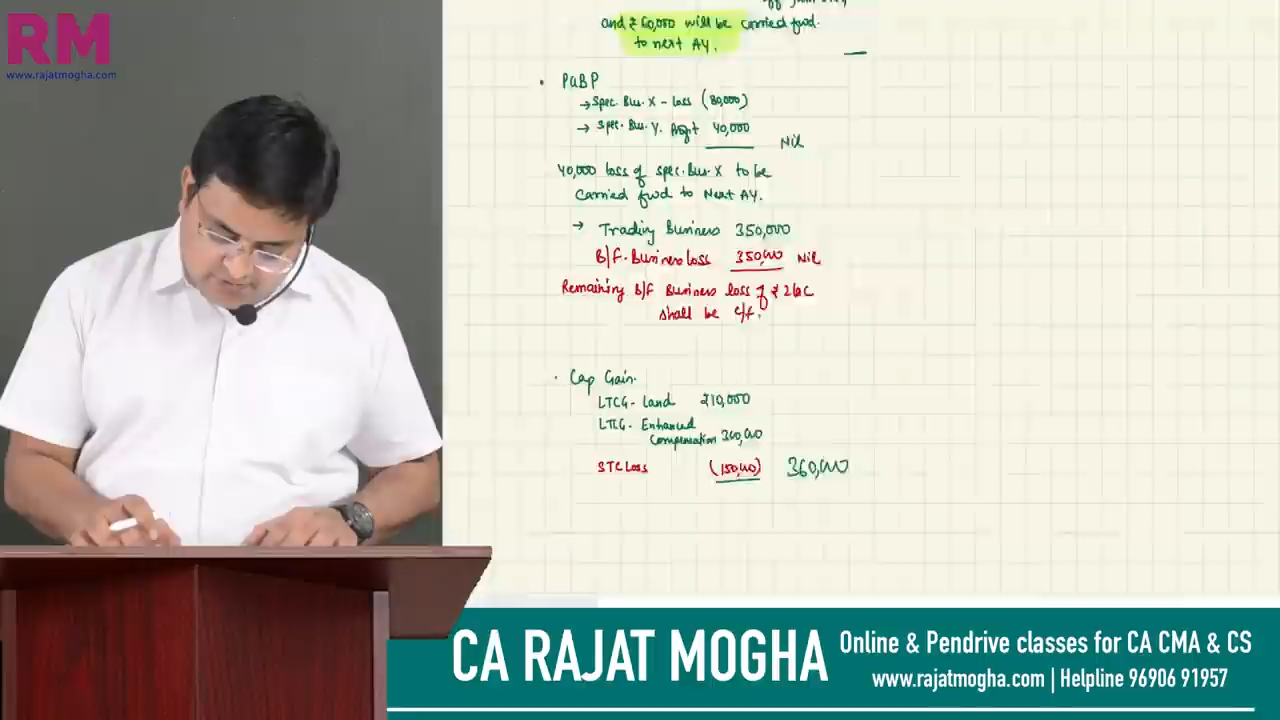 RM
www.rajatmogha.com
and ₹ 60,000 will be carried fwd.
to next AY.
• PGBP
→ Spec. Bus. X - loss (80,000)
→ Spec. Bus. Y. Profit 40,000 Nil
40,000 loss of spec. Bus. X to be
carried fwd to Next AY.
→ Trading Business 350,000
B/F. Business loss 350,000 Nil
Remaining B/F Business loss of ₹
shall be c/f.
• Cap Gain.
LTCG - Land 210,000
LTCG - Enhanced
Compensation 300,000
STC Loss (150,000) 360,000
CA RAJAT MOGHA
Online & Pendrive classes for CA CMA & CS
www.rajatmogha.com | Helpline 96906 91957